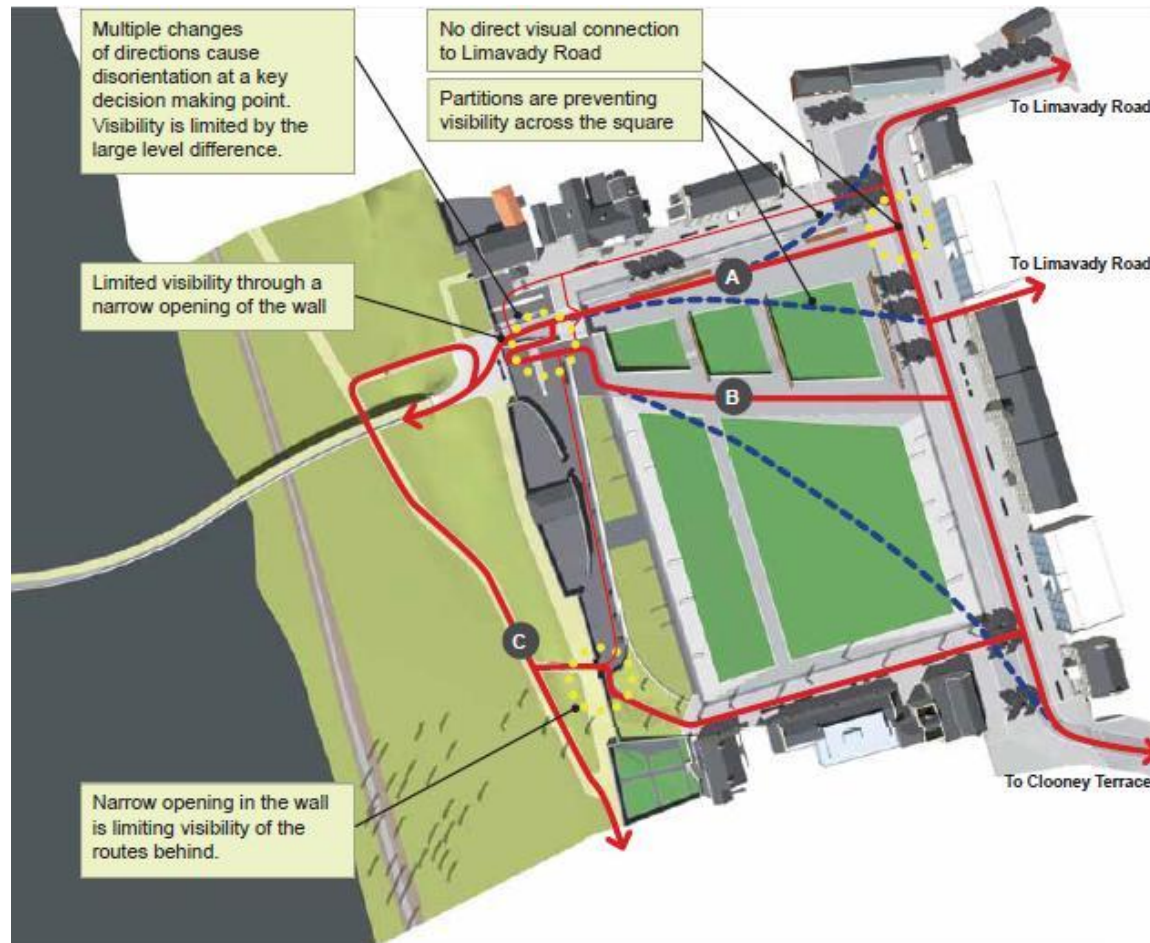 Multiple changes
of directions cause
disorientation at a key
decision making point.
Visibility is limited by the
large level difference.
No direct visual connection
to Limavady Road
Partitions are preventing
visibility across the square
To Limavady Road
Limited visibility through a
narrow opening of the wall
To Limavady Road
A
B
C
To Clooney Terrace
Narrow opening in the wall
is limiting visibility of the
routes behind.